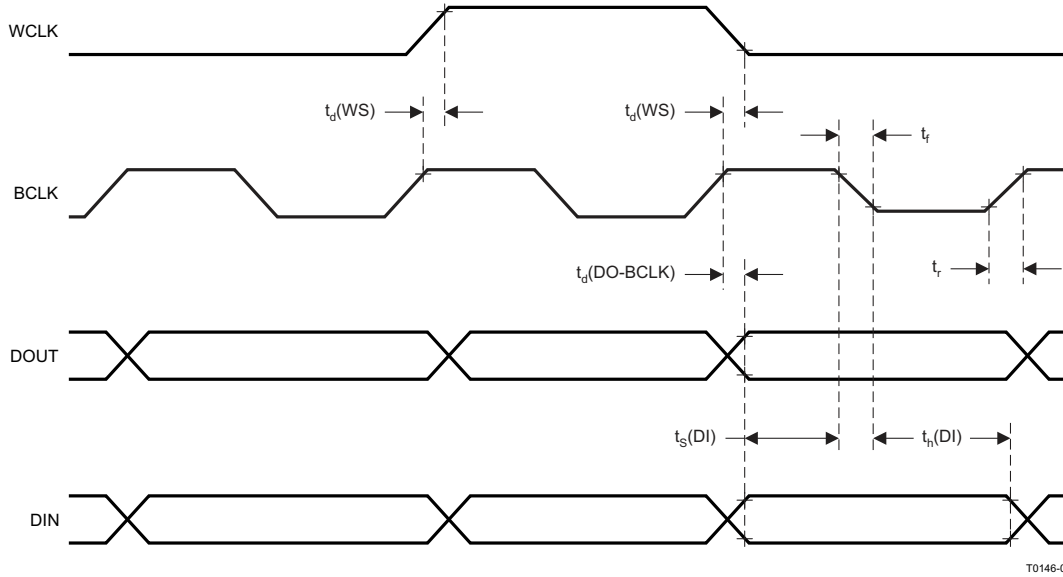 WCLK
t_d(WS) t_d(WS)
t_f
BCLK
t_d(DO-BCLK) t_r
DOUT
t_S(DI) t_h(DI)
DIN